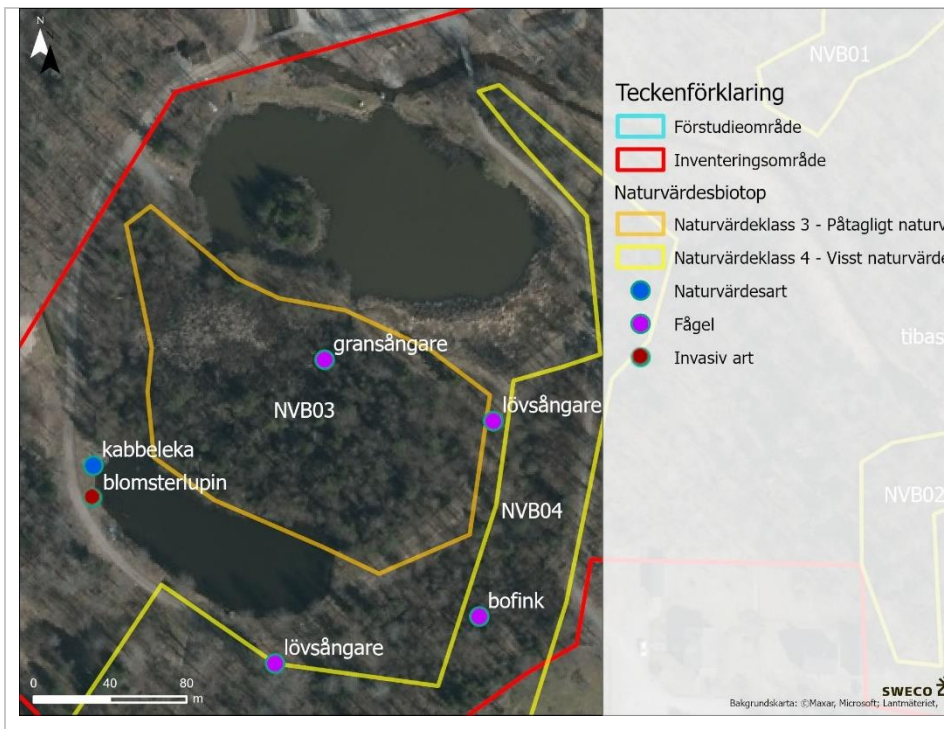 N
NVB01
Teckenförklaring
Förstudieområde
Inventeringsområde
Naturvärdesbiotop
Naturvärdeklass 3 - Påtagligt naturv
Naturvärdeklass 4 - Visst naturvärde
Naturvärdesart
Fågel
Invasiv art
tibas
gransångare
NVB03
lövsångare
kabbeleka
blomsterlupin
NVB04
NVB02
bofink
lövsångare
0 40 80
m
SWECO
Bakgrundskarta: ©Maxar, Microsoft; Lantmäteriet,